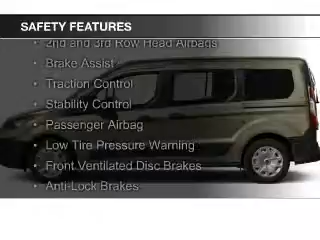 SAFETY FEATURES
• 2nd and 3rd Row Head Airbags
• Brake Assist
• Traction Control
• Stability Control
• Passenger Airbag
• Low Tire Pressure Warning
• Front Ventilated Disc Brakes
• Anti-Lock Brakes